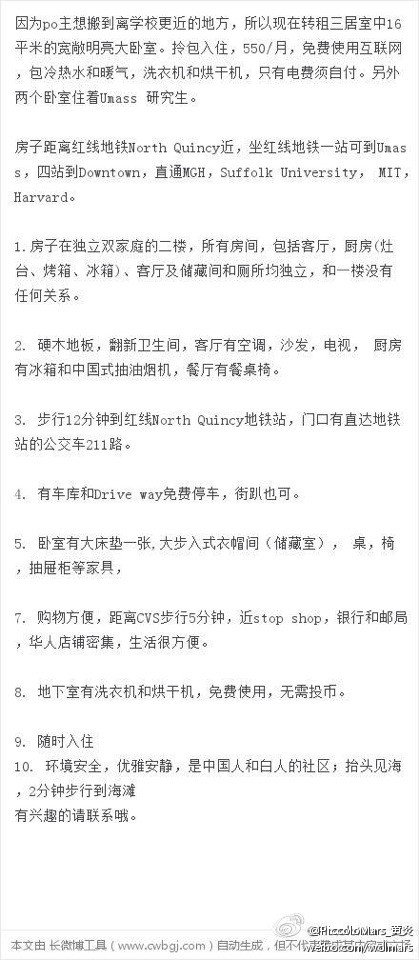 因为po主想搬到离学校更近的地方，所以现在转租三居室中16
平米的宽敞明亮大卧室。拎包入住，550/月，免费使用互联网
，包冷热水和暖气，洗衣机和烘干机，只有电费须自付。另外
两个卧室住着Umass 研究生。
房子距离红线地铁North Quincy近，坐红线地铁一站可到Umas
s，四站到Downtown，直通MGH，Suffolk University， MIT，
Harvard。
1.房子在独立双家庭的二楼，所有房间，包括客厅，厨房(灶
台、烤箱、冰箱)、客厅及储藏间和厕所均独立，和一楼没有
任何关系。
2. 硬木地板，翻新卫生间，客厅有空调，沙发，电视， 厨房
有冰箱和中国式抽油烟机，餐厅有餐桌椅。
3. 步行12分钟到红线North Quincy地铁站，门口有直达地铁
站的公交车211路。
4. 有车库和Drive way免费停车，街趴也可。
5. 卧室有大床垫一张,大步入式衣帽间（储藏室）， 桌，椅
，抽屉柜等家具，
7. 购物方便，距离CVS步行5分钟，近stop shop，银行和邮局
，华人店铺密集，生活很方便。
8. 地下室有洗衣机和烘干机，免费使用，无需投币。
9. 随时入住
10. 环境安全，优雅安静，是中国人和白人的社区；抬头见海
，2分钟步行到海滩
有兴趣的请联系哦。
@PiccoloMars_黄炎
本文由 长微博工具（www.cwbgj.com）自动生成，但不代表